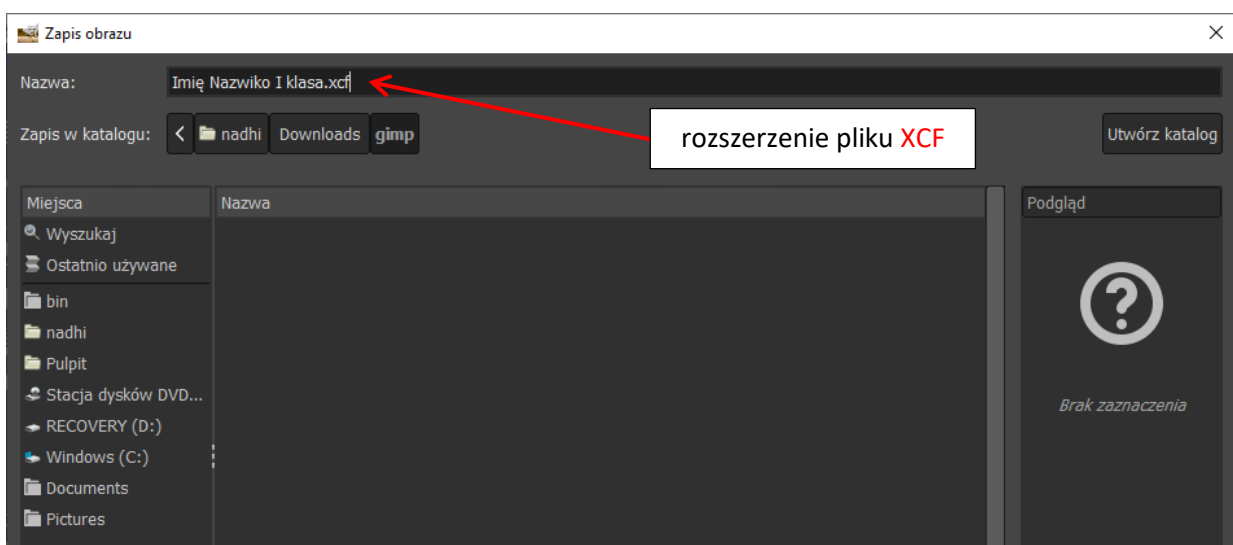 Zapis obrazu
Nazwa: Imię Nazwiko I klasa.xcf
rozszerzenie pliku XCF
Zapis w katalogu: nadhi Downloads gimp Utwórz katalog
Miejsca Nazwa Podgląd
Wyszukaj
Ostatnio używane
bin
nadhi
Pulpit
Stacja dysków DVD...
RECOVERY (D:)
Windows (C:)
Documents
Pictures
Brak zaznaczenia